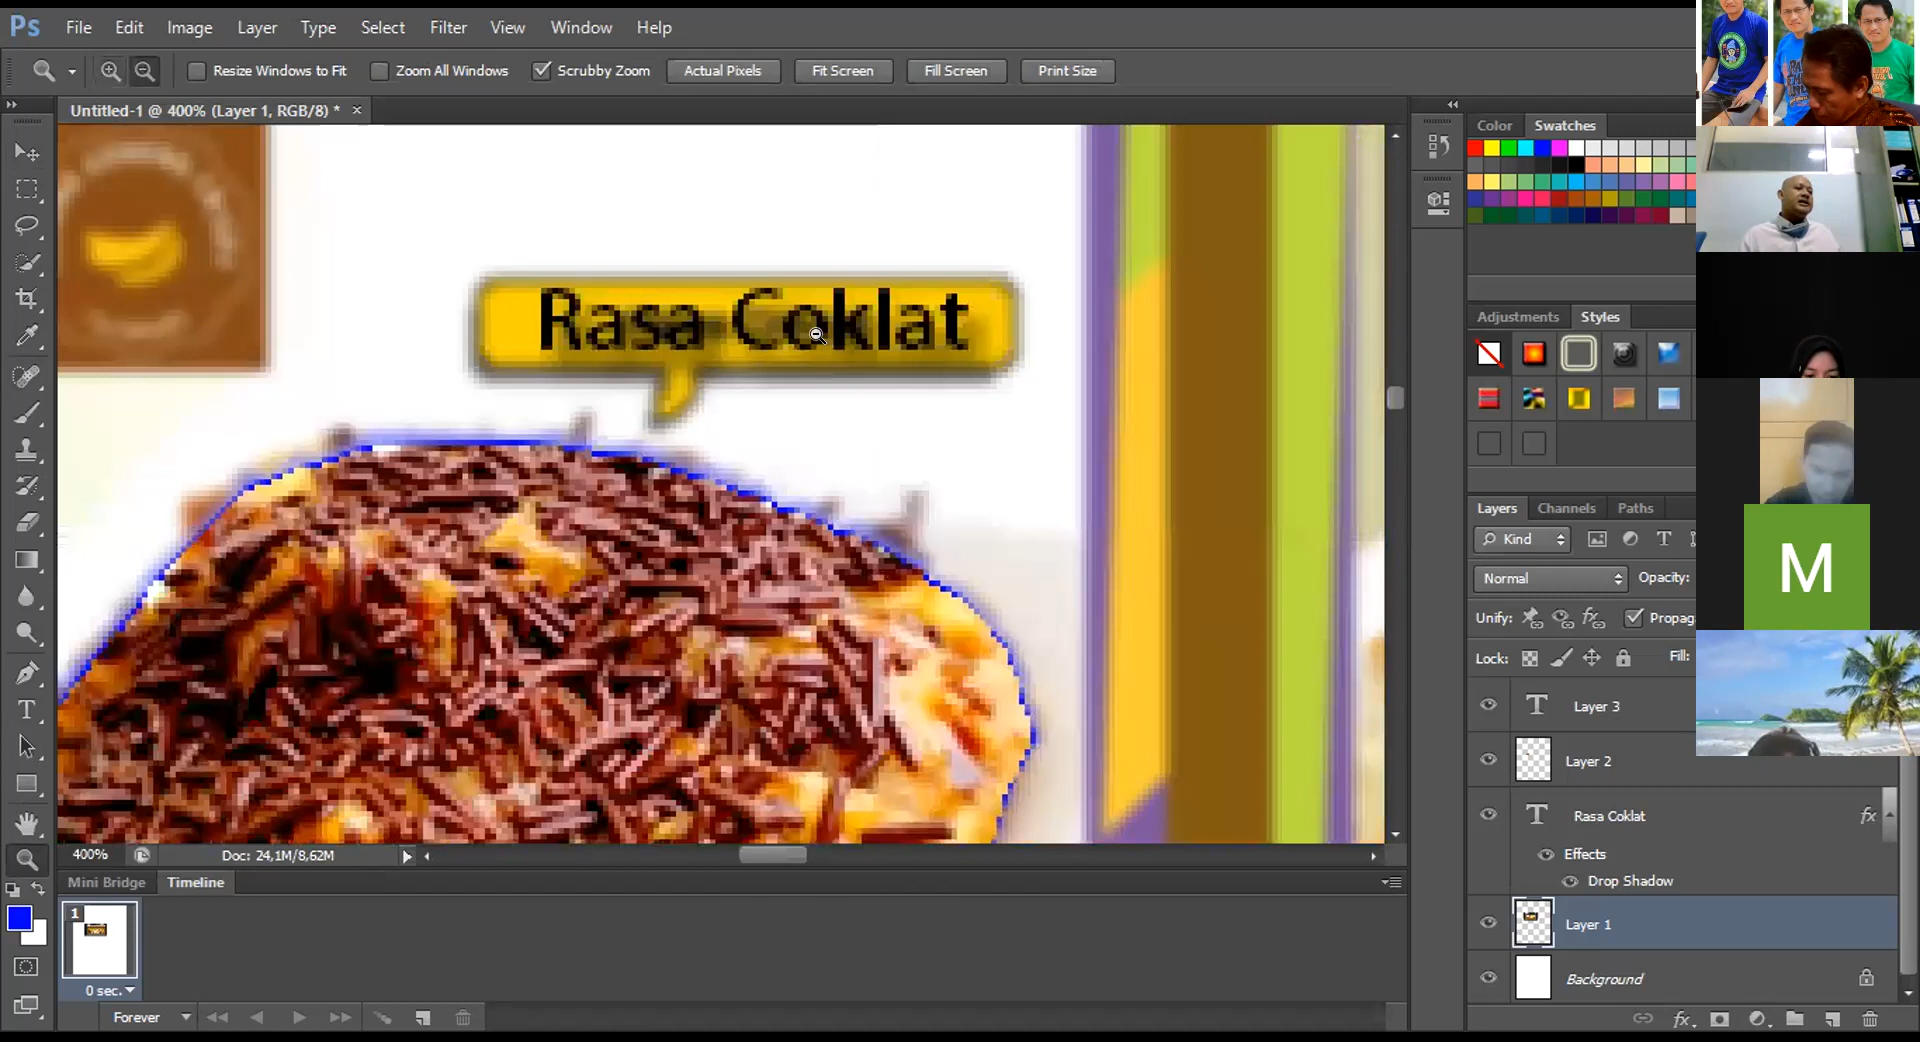 Ps File Edit Image Layer Type Select Filter View Window Help
Resize Windows to Fit Zoom All Windows Scrubby Zoom Actual Pixels Fit Screen Fill Screen Print Size
Untitled-1 @ 400% (Layer 1, RGB/8) * ×
Color Swatches
Rasa Coklat
Adjustments Styles
Layers Channels Paths
Kind
Normal Opacity:
Unify: Propag
Lock: Fill:
Layer 3
Layer 2
Rasa Coklat fx
Effects
Drop Shadow
Layer 1
Background
M
400% Doc: 24,1M/8,62M
Mini Bridge Timeline
1
0 sec.
Forever
fx